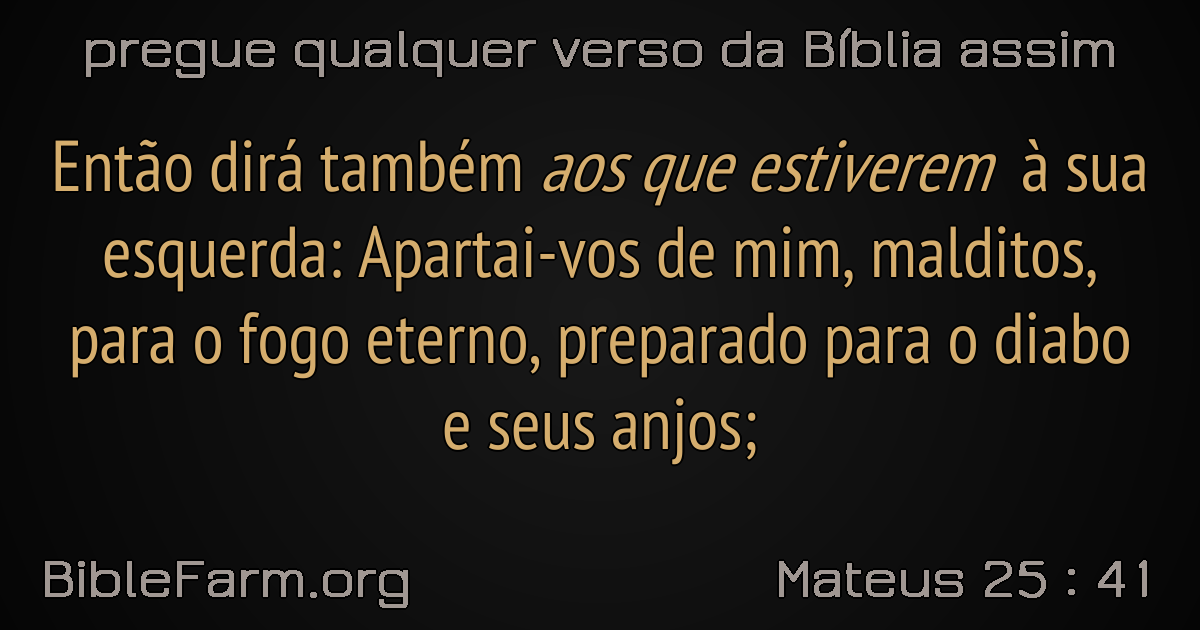 pregue qualquer verso da Bíblia assim
Então dirá também aos que estiverem à sua
esquerda: Apartai-vos de mim, malditos,
para o fogo eterno, preparado para o diabo
e seus anjos;
BibleFarm.org
Mateus 25 : 41